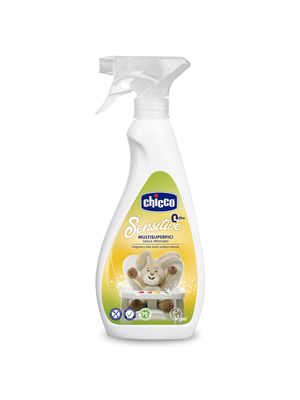 chicco
Sensitive
0m+
MULTISUPERFICI
SENZA PROFUMO
Fragrance free multi-surface cleaner